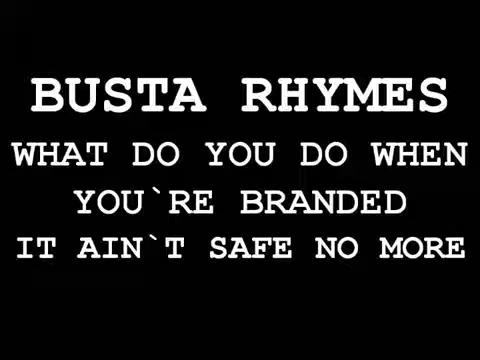 BUSTA RHYMES
WHAT DO YOU DO WHEN
YOU`RE BRANDED
IT AIN`T SAFE NO MORE